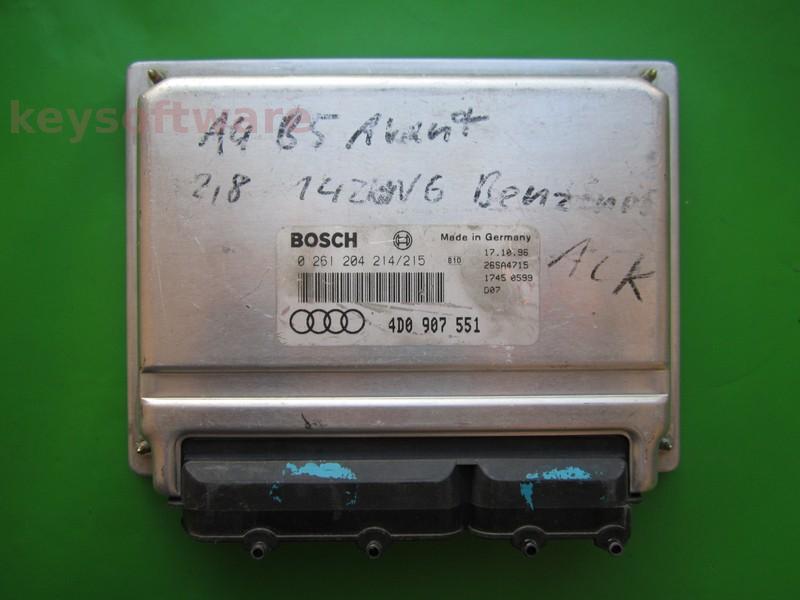 keysoftware
A4 B5 Avant
2,8 142kW V6
BOSCH
Made in Germany
0 261 204 214/215 810
17.10.96
26SA4715
1745 0599
D07
4D0 907 551
ACK